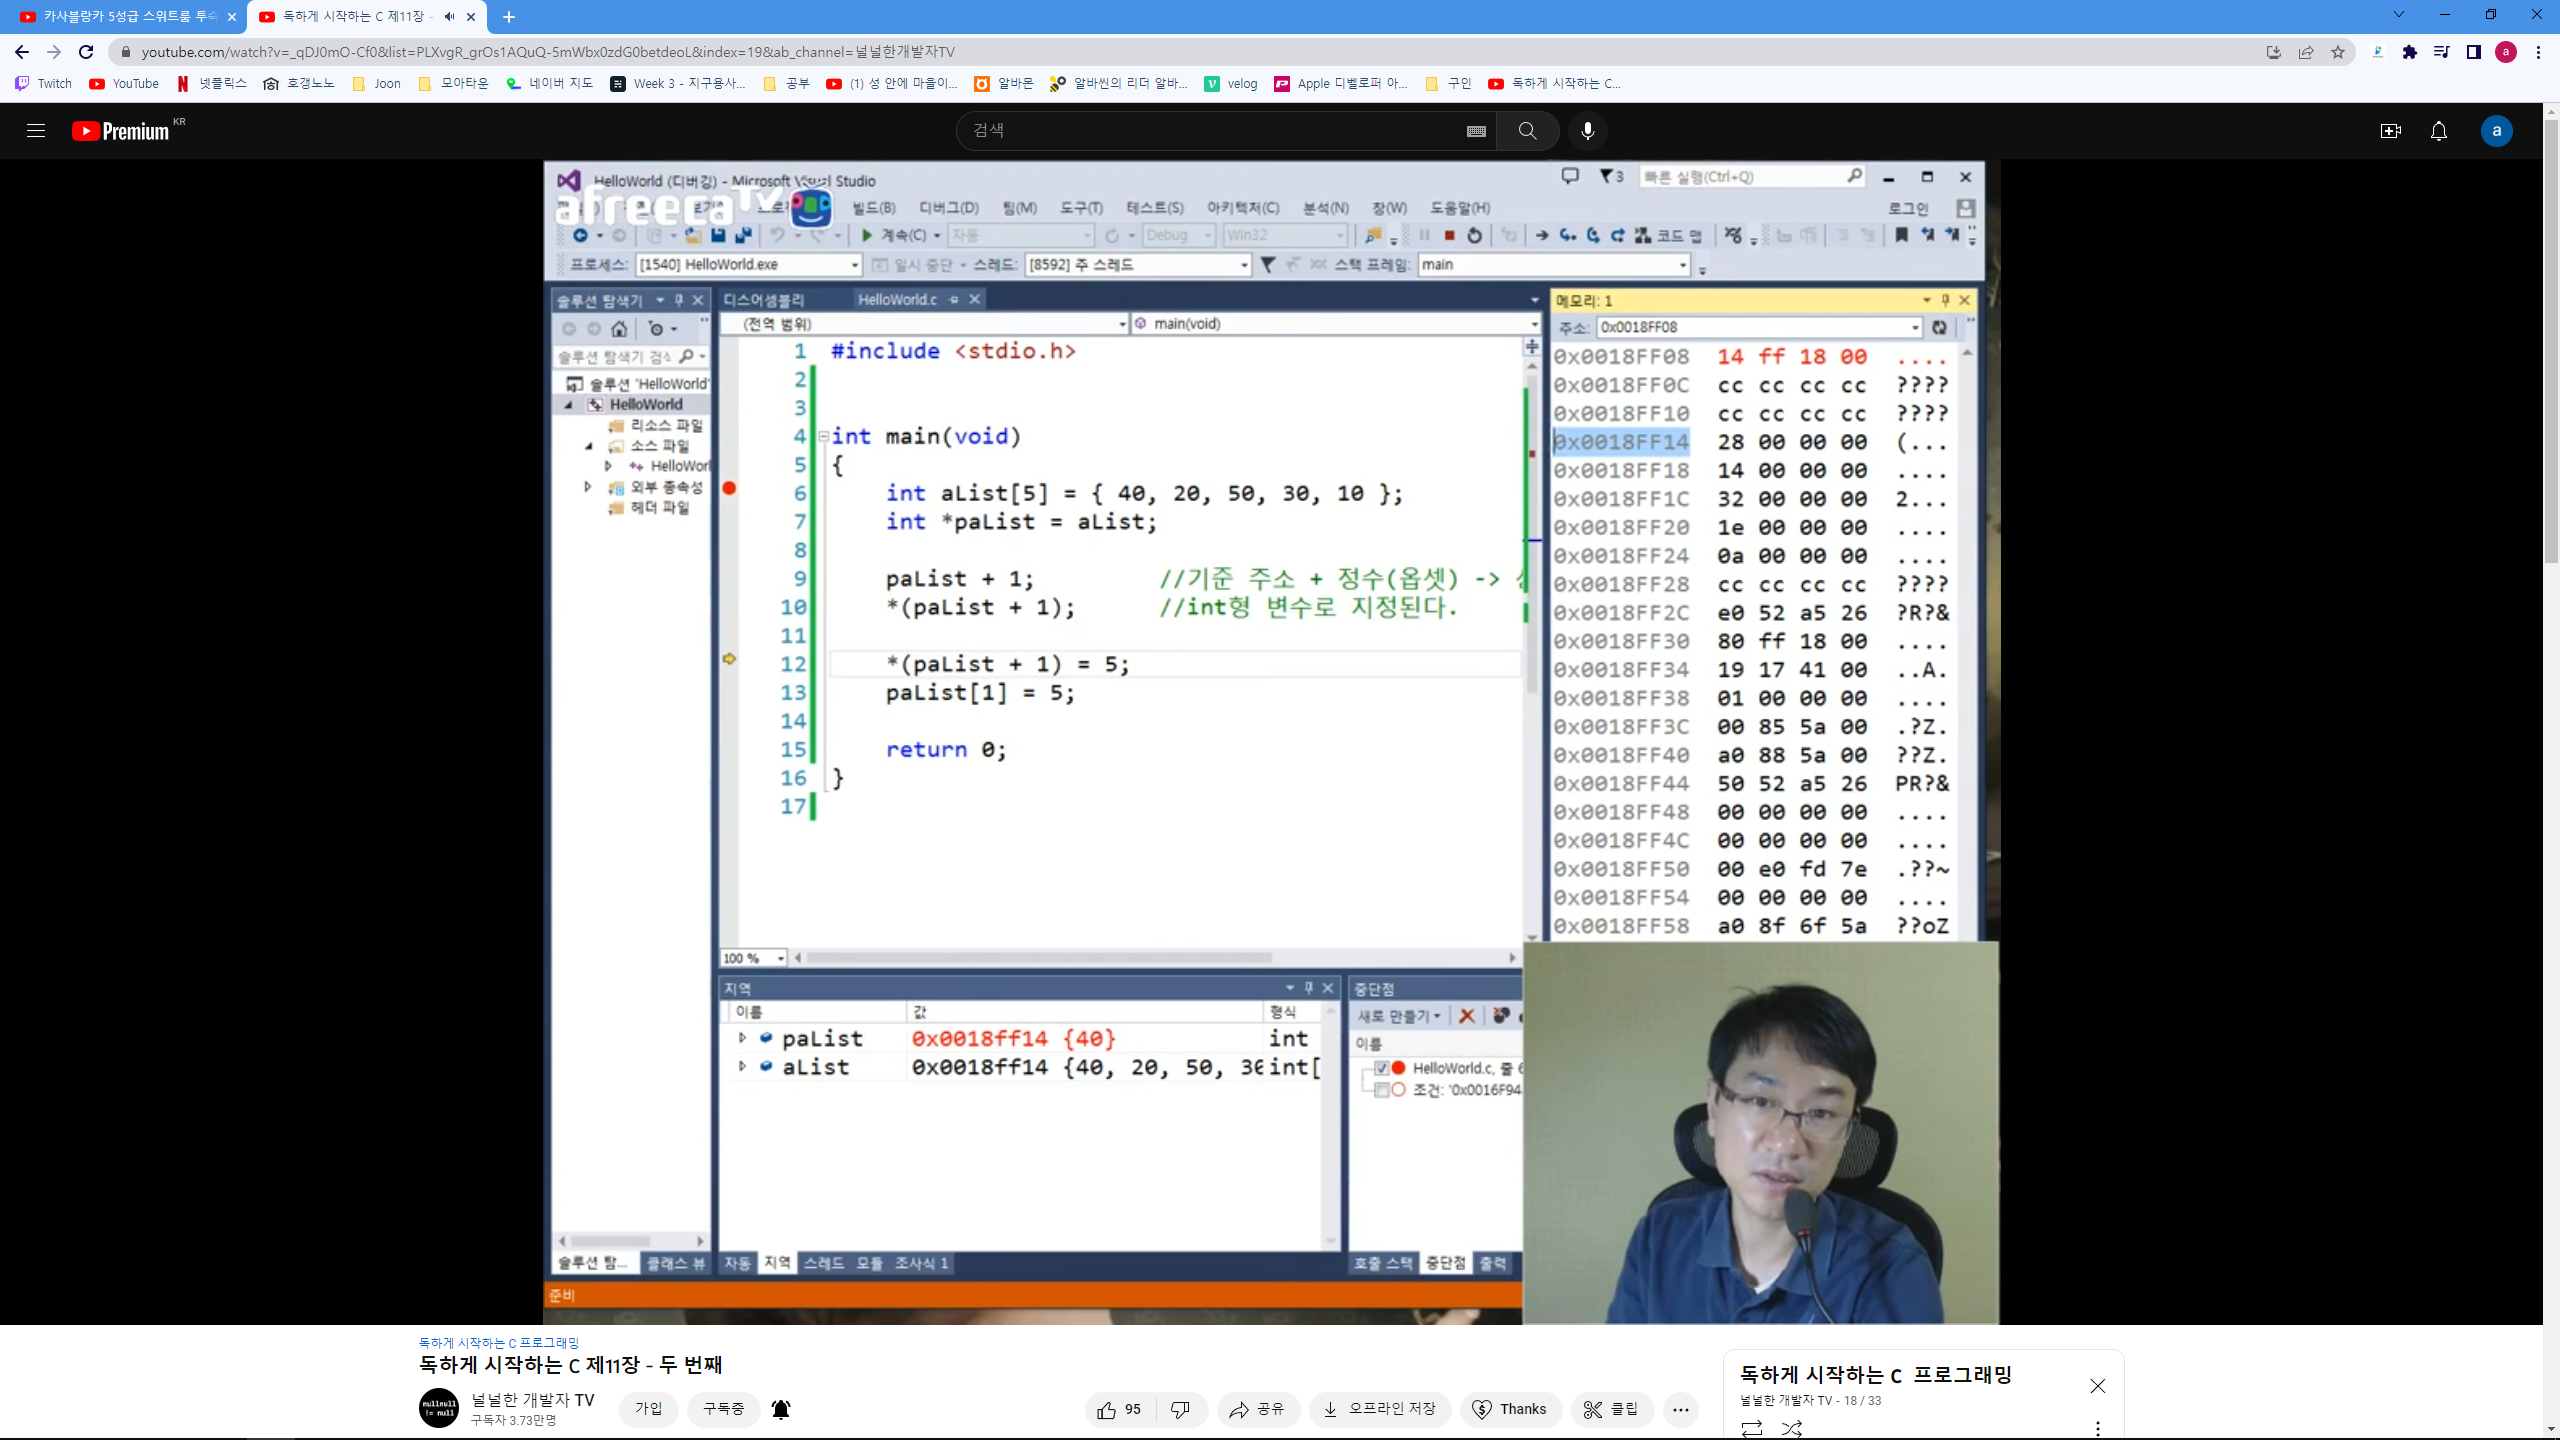 카사블랑카 5성급 스위트룸 투숙
독하게 시작하는 C 제11장 -
youtube.com/watch?v=_qDJ0mO-Cf0&list=PLXvgR_grOs1AQuQ-5mWbx0zdG0betdeoL&index=19&ab_channel=널널한개발자TV
Twitch YouTube 넷플릭스 호갱노노 Joon 모아타운 네이버 지도 Week 3 - 지구용사... 공부 (1) 성 안에 마을이... 알바몬 알바씬의 리더 알바... velog Apple 디벨로퍼 아... 구인 독하게 시작하는 C...
Premium KR
검색
a
HelloWorld (디버깅) - Microsoft Visual Studio
3 빠른 실행(Ctrl+Q)
afreecaTV
빌드(B) 디버그(D) 팀(M) 도구(T) 테스트(S) 아키텍처(C) 분석(N) 창(W) 도움말(H) 로그인
계속(C) 자동 Debug Win32 코드 맵
프로세스: [1540] HelloWorld.exe 일시 중단 스레드: [8592] 주 스레드 스택 프레임: main
솔루션 탐색기
솔루션 탐색기 검색
솔루션 'HelloWorld'
HelloWorld
리소스 파일
소스 파일
HelloWorl
외부 종속성
헤더 파일
솔루션 탐... 클래스 뷰
디스어셈블리 HelloWorld.c
(전역 범위) main(void)
1 #include <stdio.h>
2
3
4 int main(void)
5 {
6 int aList[5] = { 40, 20, 50, 30, 10 };
7 int *paList = aList;
8
9 paList + 1; //기준 주소 + 정수(옵셋) ->
10 *(paList + 1); //int형 변수로 지정된다.
11
12 *(paList + 1) = 5;
13 paList[1] = 5;
14
15 return 0;
16 }
17
100 %
메모리: 1
주소: 0x0018FF08
0x0018FF08 14 ff 18 00 ....
0x0018FF0C cc cc cc cc ????
0x0018FF10 cc cc cc cc ????
0x0018FF14 28 00 00 00 (...
0x0018FF18 14 00 00 00 ....
0x0018FF1C 32 00 00 00 2...
0x0018FF20 1e 00 00 00 ....
0x0018FF24 0a 00 00 00 ....
0x0018FF28 cc cc cc cc ????
0x0018FF2C e0 52 a5 26 ?R?&
0x0018FF30 80 ff 18 00 ....
0x0018FF34 19 17 41 00 ..A.
0x0018FF38 01 00 00 00 ....
0x0018FF3C 00 85 5a 00 .?Z.
0x0018FF40 a0 88 5a 00 ??Z.
0x0018FF44 50 52 a5 26 PR?&
0x0018FF48 00 00 00 00 ....
0x0018FF4C 00 00 00 00 ....
0x0018FF50 00 e0 fd 7e .??~
0x0018FF54 00 00 00 00 ....
0x0018FF58 a0 8f 6f 5a ??oZ
지역
이름 값 형식
paList 0x0018ff14 {40} int
aList 0x0018ff14 {40, 20, 50, 30 int[
자동 지역 스레드 모듈 조사식 1
중단점
새로 만들기
이름
HelloWorld.c, 줄 6
조건: '0x0016F94
호출 스택 중단점 출력
준비
독하게 시작하는 C 프로그래밍
독하게 시작하는 C 제11장 - 두 번째
nullnull
!= null
널널한 개발자 TV
구독자 3.73만명
가입 구독중
95 공유 오프라인 저장 Thanks 클립
독하게 시작하는 C 프로그래밍
널널한 개발자 TV - 18 / 33